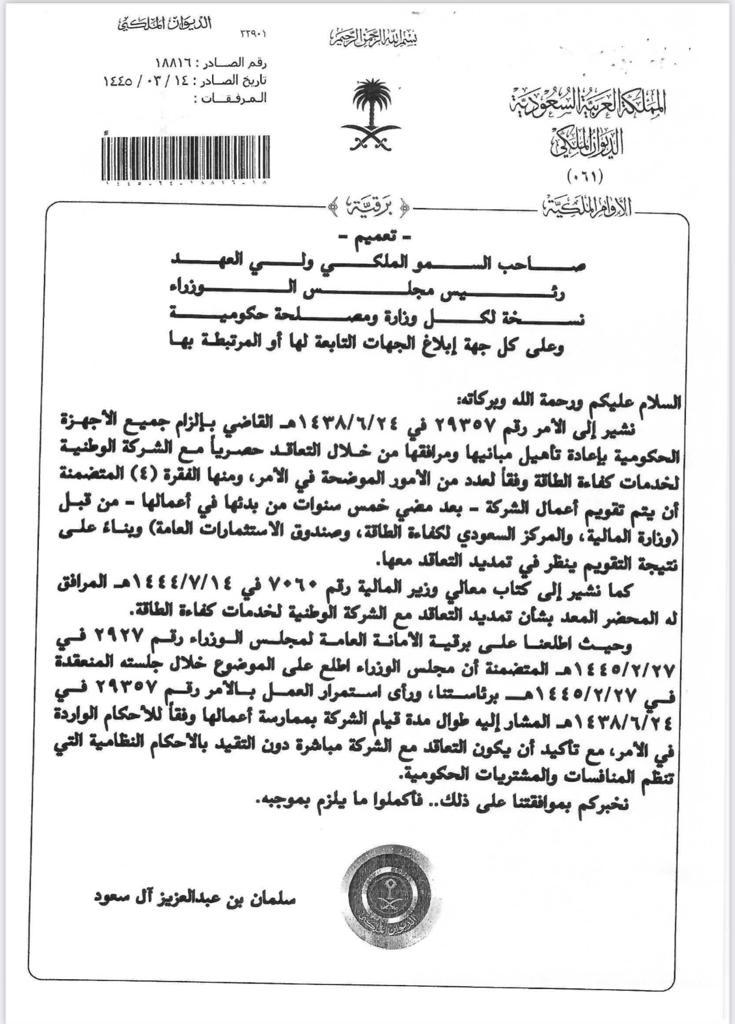 الديوان الملكي
٢٢٩٠١
بسم الله الرحمن الرحيم
رقم الصادر : ١٨٨١٦
تاريخ الصادر : ١٤ / ٠٣ / ١٤٤٥
المرفقات :
المملكة العربية السعودية
الديوان الملكي
(٠٦١)
الأوامر الملكية
برقية
- تعميم -
صاحب السمو الملكي ولي العهد
رئيس مجلس الوزراء
نسخة لكل وزارة ومصلحة حكومية
وعلى كل جهة إبلاغ الجهات التابعة لها أو المرتبطة بها
السلام عليكم ورحمة الله وبركاته:
نشير إلى الأمر رقم ٢٩٣٥٧ في ١٤٣٨/٦/٢٤هـ القاضي بإلزام جميع الأجهزة
الحكومية بإعادة تأهيل مبانيها ومرافقها من خلال التعاقد حصرياً مع الشركة الوطنية
لخدمات كفاءة الطاقة وفقاً لعدد من الأمور الموضحة في الأمر، ومنها الفقرة (٤) المتضمنة
أن يتم تقويم أعمال الشركة - بعد مضي خمس سنوات من بدئها في أعمالها - من قبل
(وزارة المالية، والمركز السعودي لكفاءة الطاقة، وصندوق الاستثمارات العامة) وبناءً على
نتيجة التقويم ينظر في تمديد التعاقد معها.
كما نشير إلى كتاب معالي وزير المالية رقم ٧٠٦٠ في ١٤٤٤/٧/١٤هـ المرافق
له المحضر المعد بشأن تمديد التعاقد مع الشركة الوطنية لخدمات كفاءة الطاقة.
وحيث اطلعنا على برقية الأمانة العامة لمجلس الوزراء رقم ٢٩٢٧ في
١٤٤٥/٢/٢٧هـ المتضمنة أن مجلس الوزراء اطلع على الموضوع خلال جلسته المنعقدة
في ١٤٤٥/٢/٢٧هـ برئاستنا، ورأى استمرار العمل بالأمر رقم ٢٩٣٥٧ في
١٤٣٨/٦/٢٤هـ المشار إليه طوال مدة قيام الشركة بممارسة أعمالها وفقاً للأحكام الواردة
في الأمر، مع تأكيد أن يكون التعاقد مع الشركة مباشرة دون التقيد بالأحكام النظامية التي
تنظم المنافسات والمشتريات الحكومية.
نخبركم بموافقتنا على ذلك.. فأكملوا ما يلزم بموجبه.
سلمان بن عبدالعزيز آل سعود
الديوان الملكي